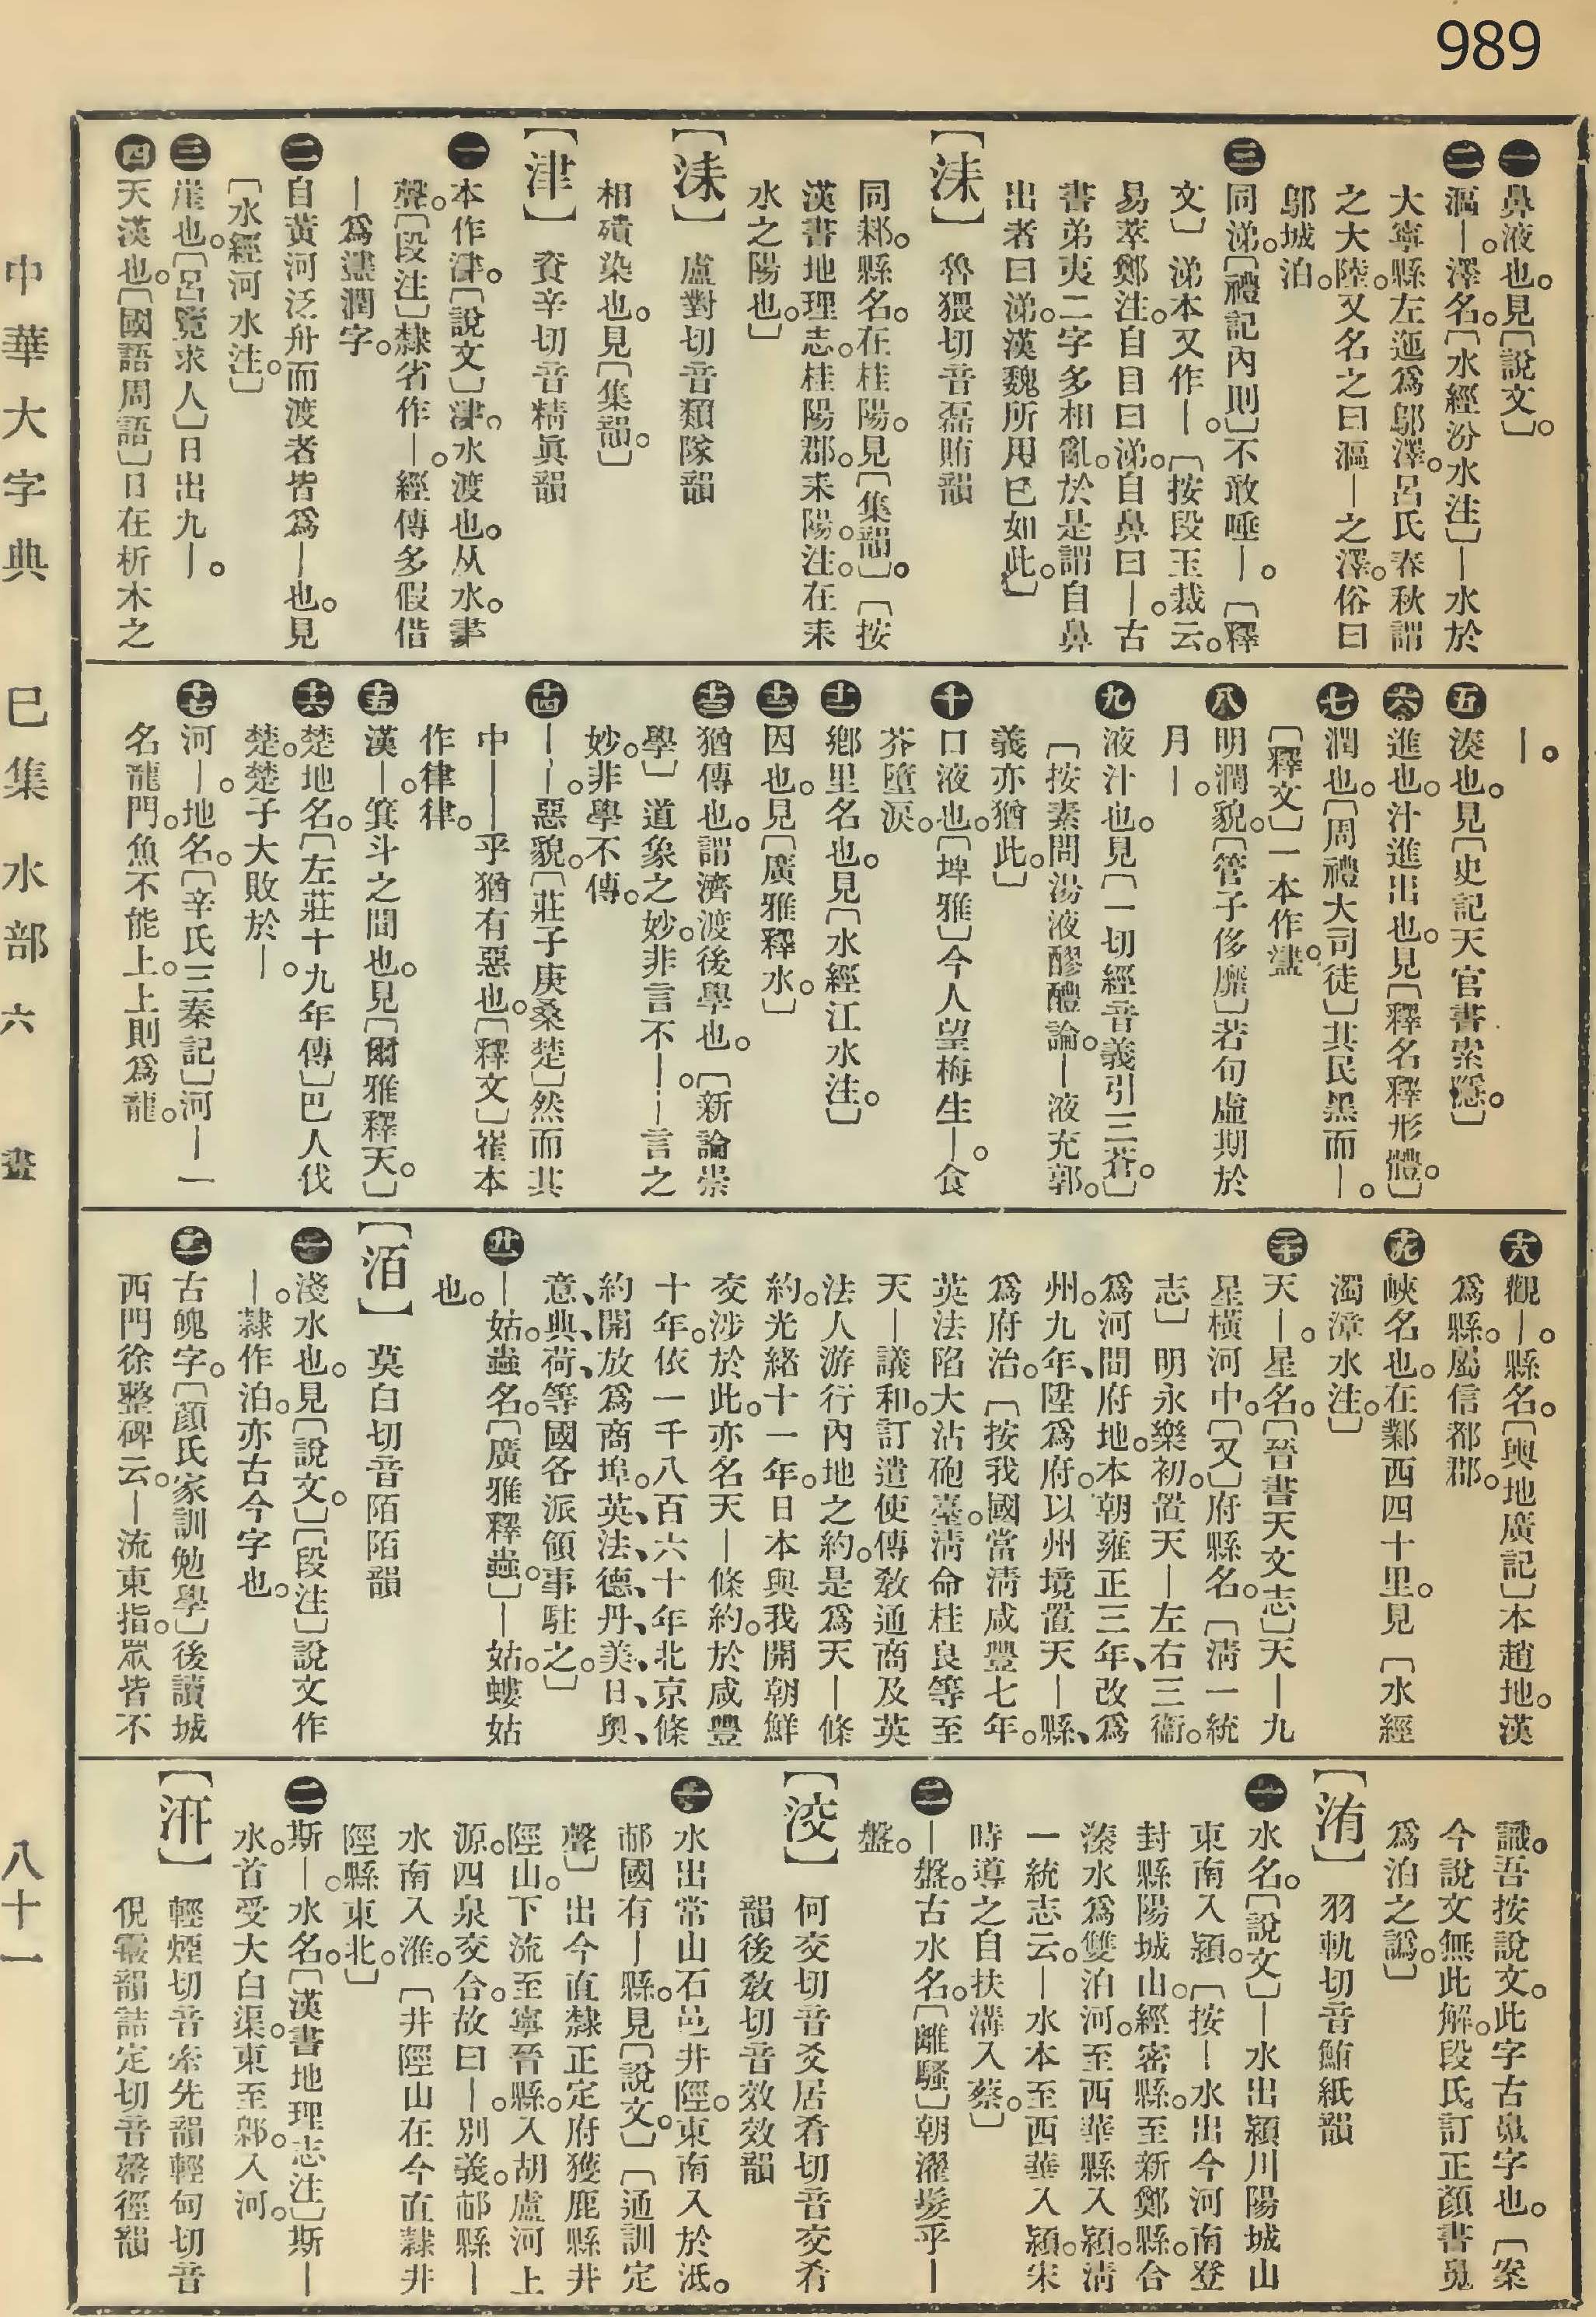 989
㊀鼻液也。見〔說文〕。
㊁漚—。澤名。〔水經汾水注〕—水於
大寧縣左迤爲鄔澤。呂氏春秋謂
之大陸。又名之曰漚—之澤。俗曰
鄔城泊。
㊂同涕。〔禮記內則〕不敢唾—。〔釋
文〕涕本又作—。〔按段玉裁云。
易萃鄭注。自目曰涕。自鼻曰—。古
書弟夷二字多相亂。於是謂自鼻
出者曰涕。漢魏所用已如此。〕
【洡】魯猥切音磊賄韻
同耒。縣名。在桂陽。見〔集韻〕。〔按
漢書地理志。桂陽郡。耒陽。注。在耒
水之陽也。〕
【洡】盧對切音類隊韻
相瀆染也。見〔集韻。〕
【津】資辛切音精眞韻
㊀本作𣸁。〔說文〕𣸁。水渡也。从水。𦘔
聲。〔段注〕隸省作—。經傳多假借
—爲𧗁潤字。
㊁自黃河泛舟而渡者皆爲—也。見
〔水經河水注。〕
㊂崖也。〔呂覽求人〕日出九—。
㊃天漢也。〔國語周語〕日在析木之
—。
㊄湊也。見〔史記天官書索隱。〕
㊅進也。汁進出也。見〔釋名釋形體。〕
㊆潤也。〔周禮大司徒〕其民黑而—。
〔釋文〕一本作𧗁。
㊇明潤貌。〔管子侈靡〕若旬虛期於
月—。
㊈液汁也。見〔一切經音義引三蒼。〕
〔按素問湯液醪醴論。—液充郭。
義亦猶此。〕
㊉口液也。〔埤雅〕今人望梅生—。食
芥墮淚。
十一鄉里名也。見〔水經江水注。〕
十二因也。見〔廣雅釋水。〕
十三猶傳也。謂濟渡後學也。〔新論崇
學〕道象之妙。非言不—。—言之
妙。非學不傳。
十四——。惡貌。〔莊子庚桑楚〕然而其
中——乎猶有惡也。〔釋文〕崔本
作律律。
十五漢—。箕斗之間也。見〔爾雅釋天。〕
十六楚地名。〔左莊十九年傳〕巴人伐
楚。楚子大敗於—。
十七河—。地名。〔辛氏三秦記〕河—一
名龍門。魚不能上。上則爲龍。
十八觀—。縣名。〔輿地廣記〕本趙地。漢
爲縣。屬信都郡。
十九峽名也。在鄴西四十里。見〔水經
濁漳水注。〕
二十天—。星名。〔晉書天文志〕天—九
星橫河中。〔又〕府縣名。〔淸一統
志〕明永樂初。置天—左右三衞。
爲河間府地。本朝雍正三年、改爲
州。九年、陞爲府。以州境置天—縣、
爲府治。〔按我國當淸咸豐七年。
英法陷大沽砲臺。淸命桂良等至
天—議和。訂遣使傳敎通商及英
法人游行內地之約。是爲天—條
約。光緒十一年。日本與我開朝鮮
交涉於此。亦名天—條約。於咸豐
十年。依一千八百六十年北京條
約開放爲商埠。英、法、德、丹、美、日、奧、
意、典、荷、等國各派領事駐之。〕
廿一—姑。蟲名。〔廣雅釋蟲。〕—姑。螻姑
也。
【洦】莫白切音陌陌韻
㊀淺水也。見〔說文。〕〔段注〕說文作
—。隸作泊。亦古今字也。
㊁古魄字。〔顏氏家訓勉學〕後讀城
西門徐整碑云。—流東指。眾皆不
識。吾按說文。此字古魄字也。〔案
今說文無此解。段氏訂正顏書鬼
爲泊之譌。〕
【洧】羽軌切音鮪紙韻
㊀水名。〔說文〕—水出潁川陽城山
東南入潁。〔按—水出今河南登
封縣陽城山。經密縣。至新鄭縣。合
溱水爲雙泊河。至西華縣入潁。淸
一統志云。—水本至西華入潁。宋
時導之自扶溝入蔡。〕
㊁—盤。古水名。〔離騷〕朝濯髮乎—
盤。
【洨】何交切音爻居肴切音交肴
韻後敎切音效效韻
㊀水出常山石邑井陘。東南入於泜。
邟國有—縣。見〔說文。〕〔通訓定
聲〕出今直隸正定府獲鹿縣井
陘山。下流至寧晉縣。入胡盧河上
源。四泉交合。故曰—。別義。邟縣—
水南入淮。〔井陘山在今直隸井
陘縣東北。〕
㊁斯—。水名。〔漢書地理志注〕斯—
水。首受大白渠。東至鄡。入河。
【汧】輕煙切音牽先韻輕甸切音
俔霰韻詰定切音罄徑韻
中華大字典　巳集　水部　六　畫　八十一